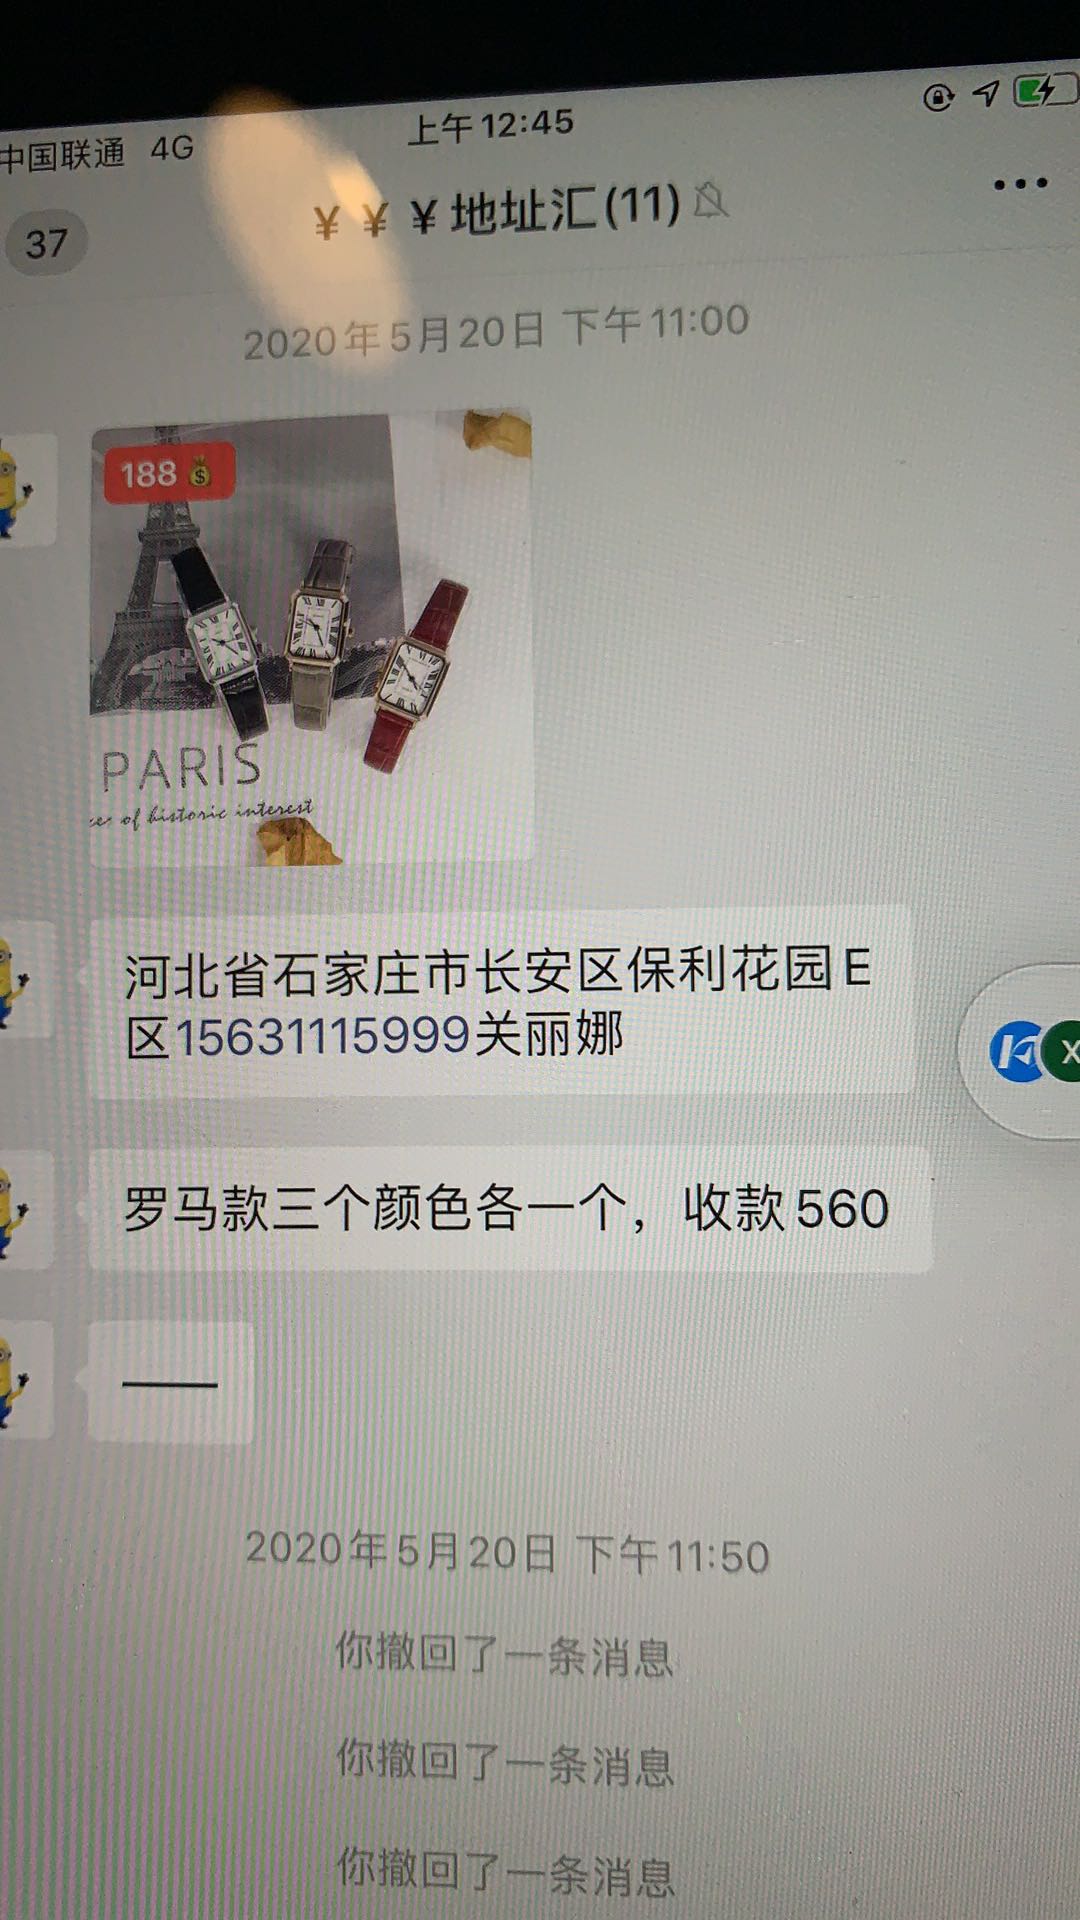 中国联通 4G
上午12:45
37
¥ ¥ ¥地址汇(11)
2020年5月20日 下午11:00
188
PARIS
of historic interest
河北省石家庄市长安区保利花园E
区15631115999关丽娜
罗马款三个颜色各一个，收款560
——
2020年5月20日 下午11:50
你撤回了一条消息
你撤回了一条消息
你撤回了一条消息